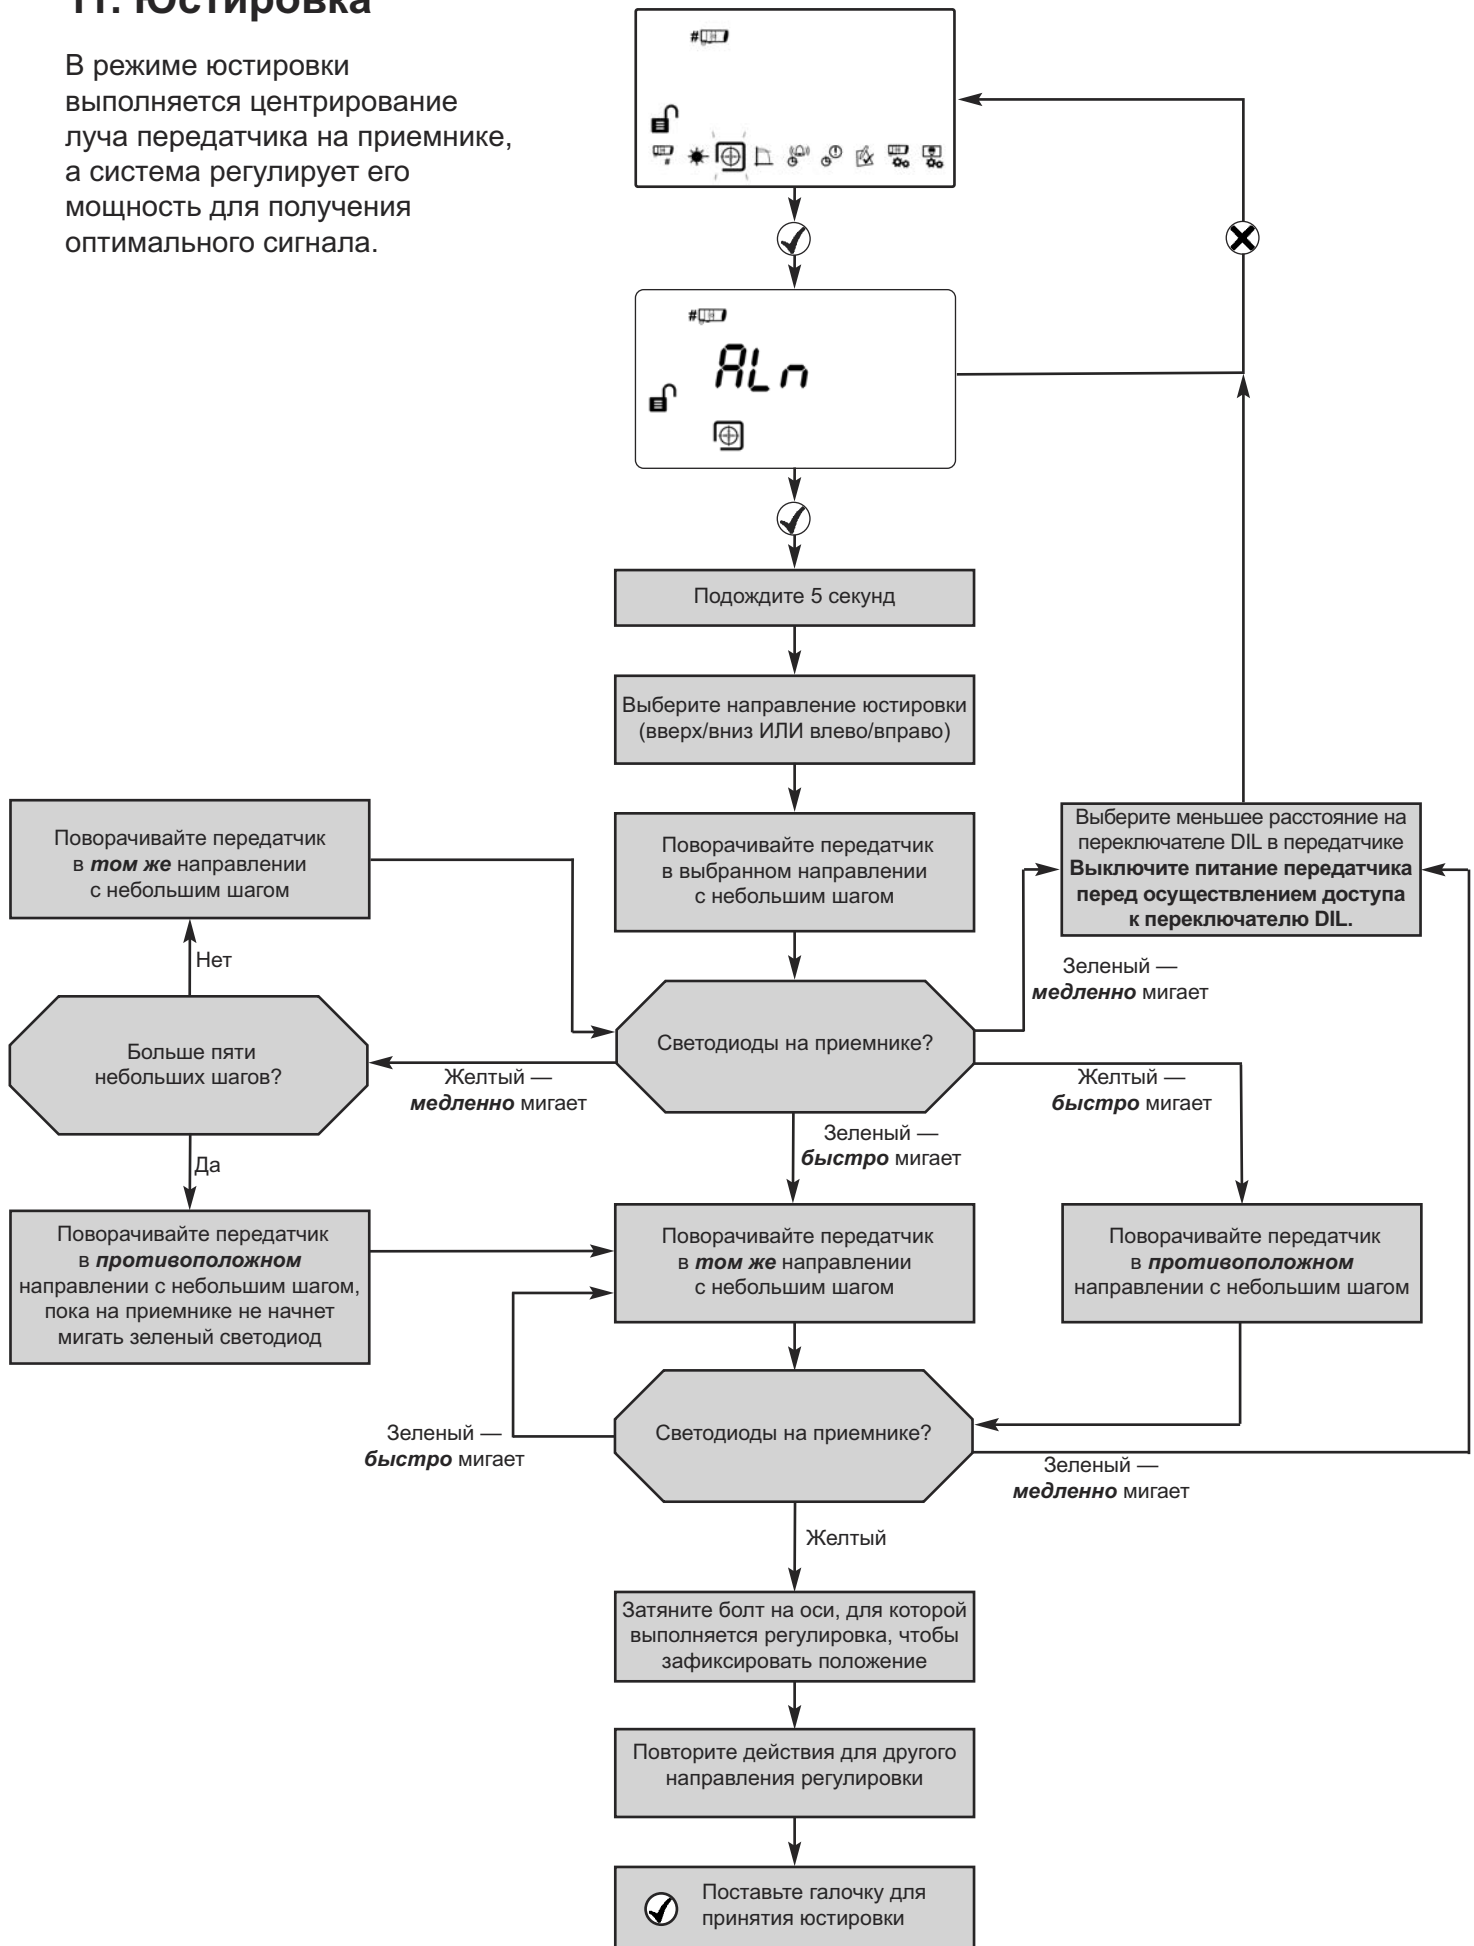 11. Юстировка
В режиме юстировки
выполняется центрирование
луча передатчика на приемнике,
а система регулирует его
мощность для получения
оптимального сигнала.
#
#
ALn
Подождите 5 секунд
Выберите направление юстировки
(вверх/вниз ИЛИ влево/вправо)
Поворачивайте передатчик
в том же направлении
с небольшим шагом
Поворачивайте передатчик
в выбранном направлении
с небольшим шагом
Выберите меньшее расстояние на
переключателе DIL в передатчике
Выключите питание передатчика
перед осуществлением доступа
к переключателю DIL.
Нет
Зеленый —
медленно мигает
Больше пяти
небольших шагов?
Светодиоды на приемнике?
Желтый —
медленно мигает
Желтый —
быстро мигает
Зеленый —
быстро мигает
Да
Поворачивайте передатчик
в противоположном
направлении с небольшим шагом,
пока на приемнике не начнет
мигать зеленый светодиод
Поворачивайте передатчик
в том же направлении
с небольшим шагом
Поворачивайте передатчик
в противоположном
направлении с небольшим шагом
Зеленый —
быстро мигает
Светодиоды на приемнике?
Зеленый —
медленно мигает
Желтый
Затяните болт на оси, для которой
выполняется регулировка, чтобы
зафиксировать положение
Повторите действия для другого
направления регулировки
Поставьте галочку для
принятия юстировки